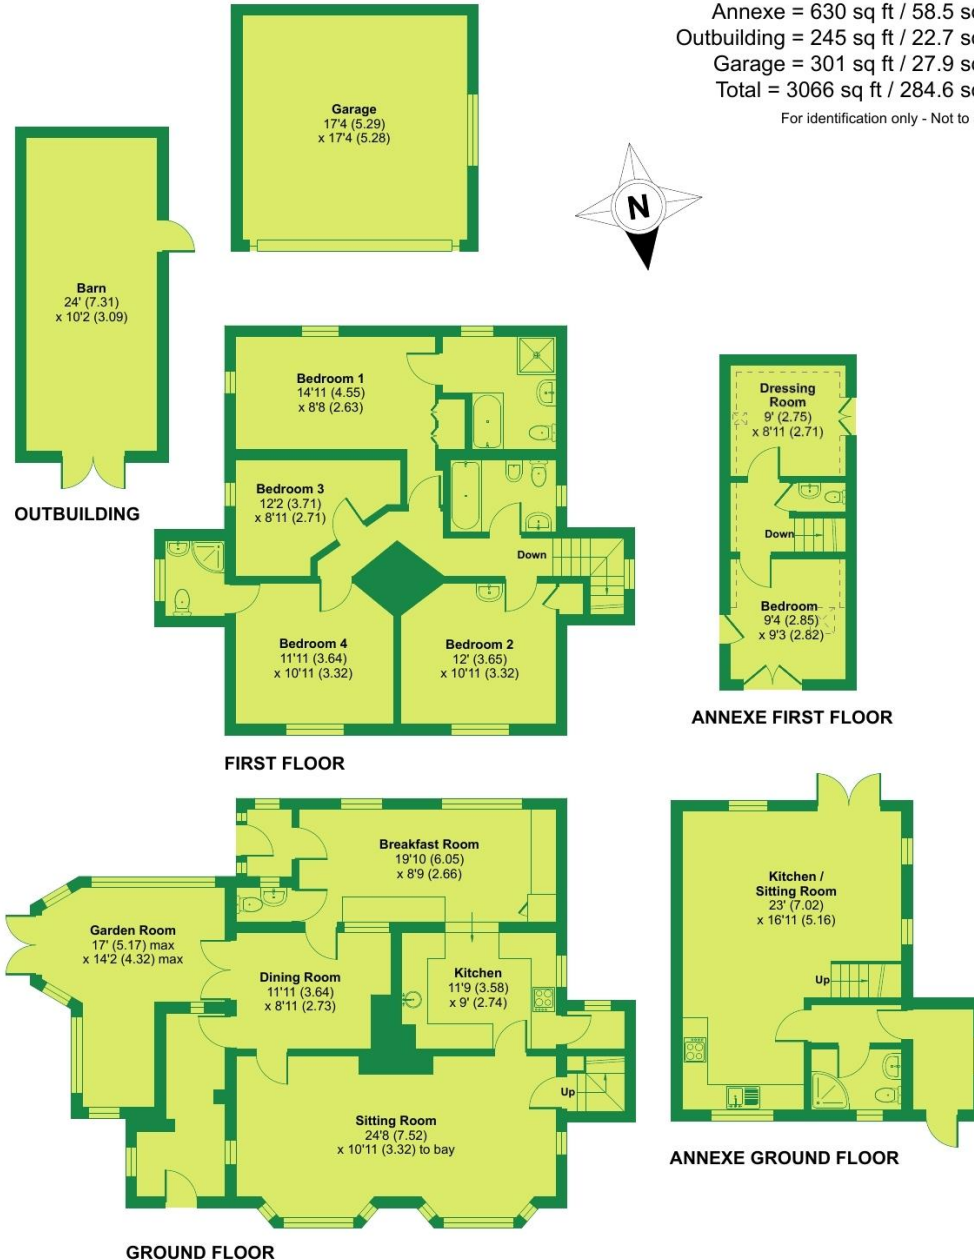 Annexe = 630 sq ft / 58.5 sq
Outbuilding = 245 sq ft / 22.7 sq
Garage = 301 sq ft / 27.9 sq
Total = 3066 sq ft / 284.6 sq
For identification only - Not to
N
Garage
17'4 (5.29)
x 17'4 (5.28)
Barn
24' (7.31)
x 10'2 (3.09)
OUTBUILDING
Bedroom 1
14'11 (4.55)
x 8'8 (2.63)
Bedroom 3
12'2 (3.71)
x 8'11 (2.71)
Down
Bedroom 4
11'11 (3.64)
x 10'11 (3.32)
Bedroom 2
12' (3.65)
x 10'11 (3.32)
FIRST FLOOR
Dressing
Room
9' (2.75)
x 8'11 (2.71)
Down
Bedroom
9'4 (2.85)
x 9'3 (2.82)
ANNEXE FIRST FLOOR
Breakfast Room
19'10 (6.05)
x 8'9 (2.66)
Garden Room
17' (5.17) max
x 14'2 (4.32) max
Dining Room
11'11 (3.64)
x 8'11 (2.73)
Kitchen
11'9 (3.58)
x 9' (2.74)
Up
Sitting Room
24'8 (7.52)
x 10'11 (3.32) to bay
GROUND FLOOR
Kitchen /
Sitting Room
23' (7.02)
x 16'11 (5.16)
Up
ANNEXE GROUND FLOOR